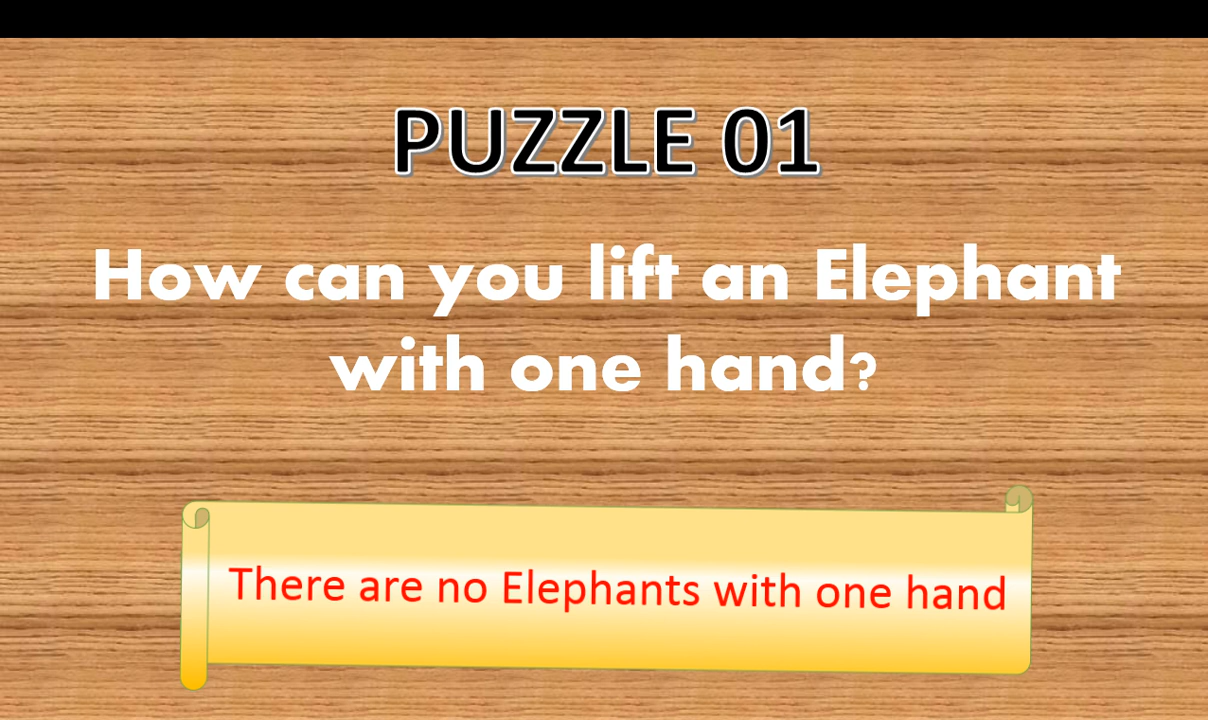 PUZZLE 01
How can you lift an Elephant
with one hand?
There are no Elephants with one hand